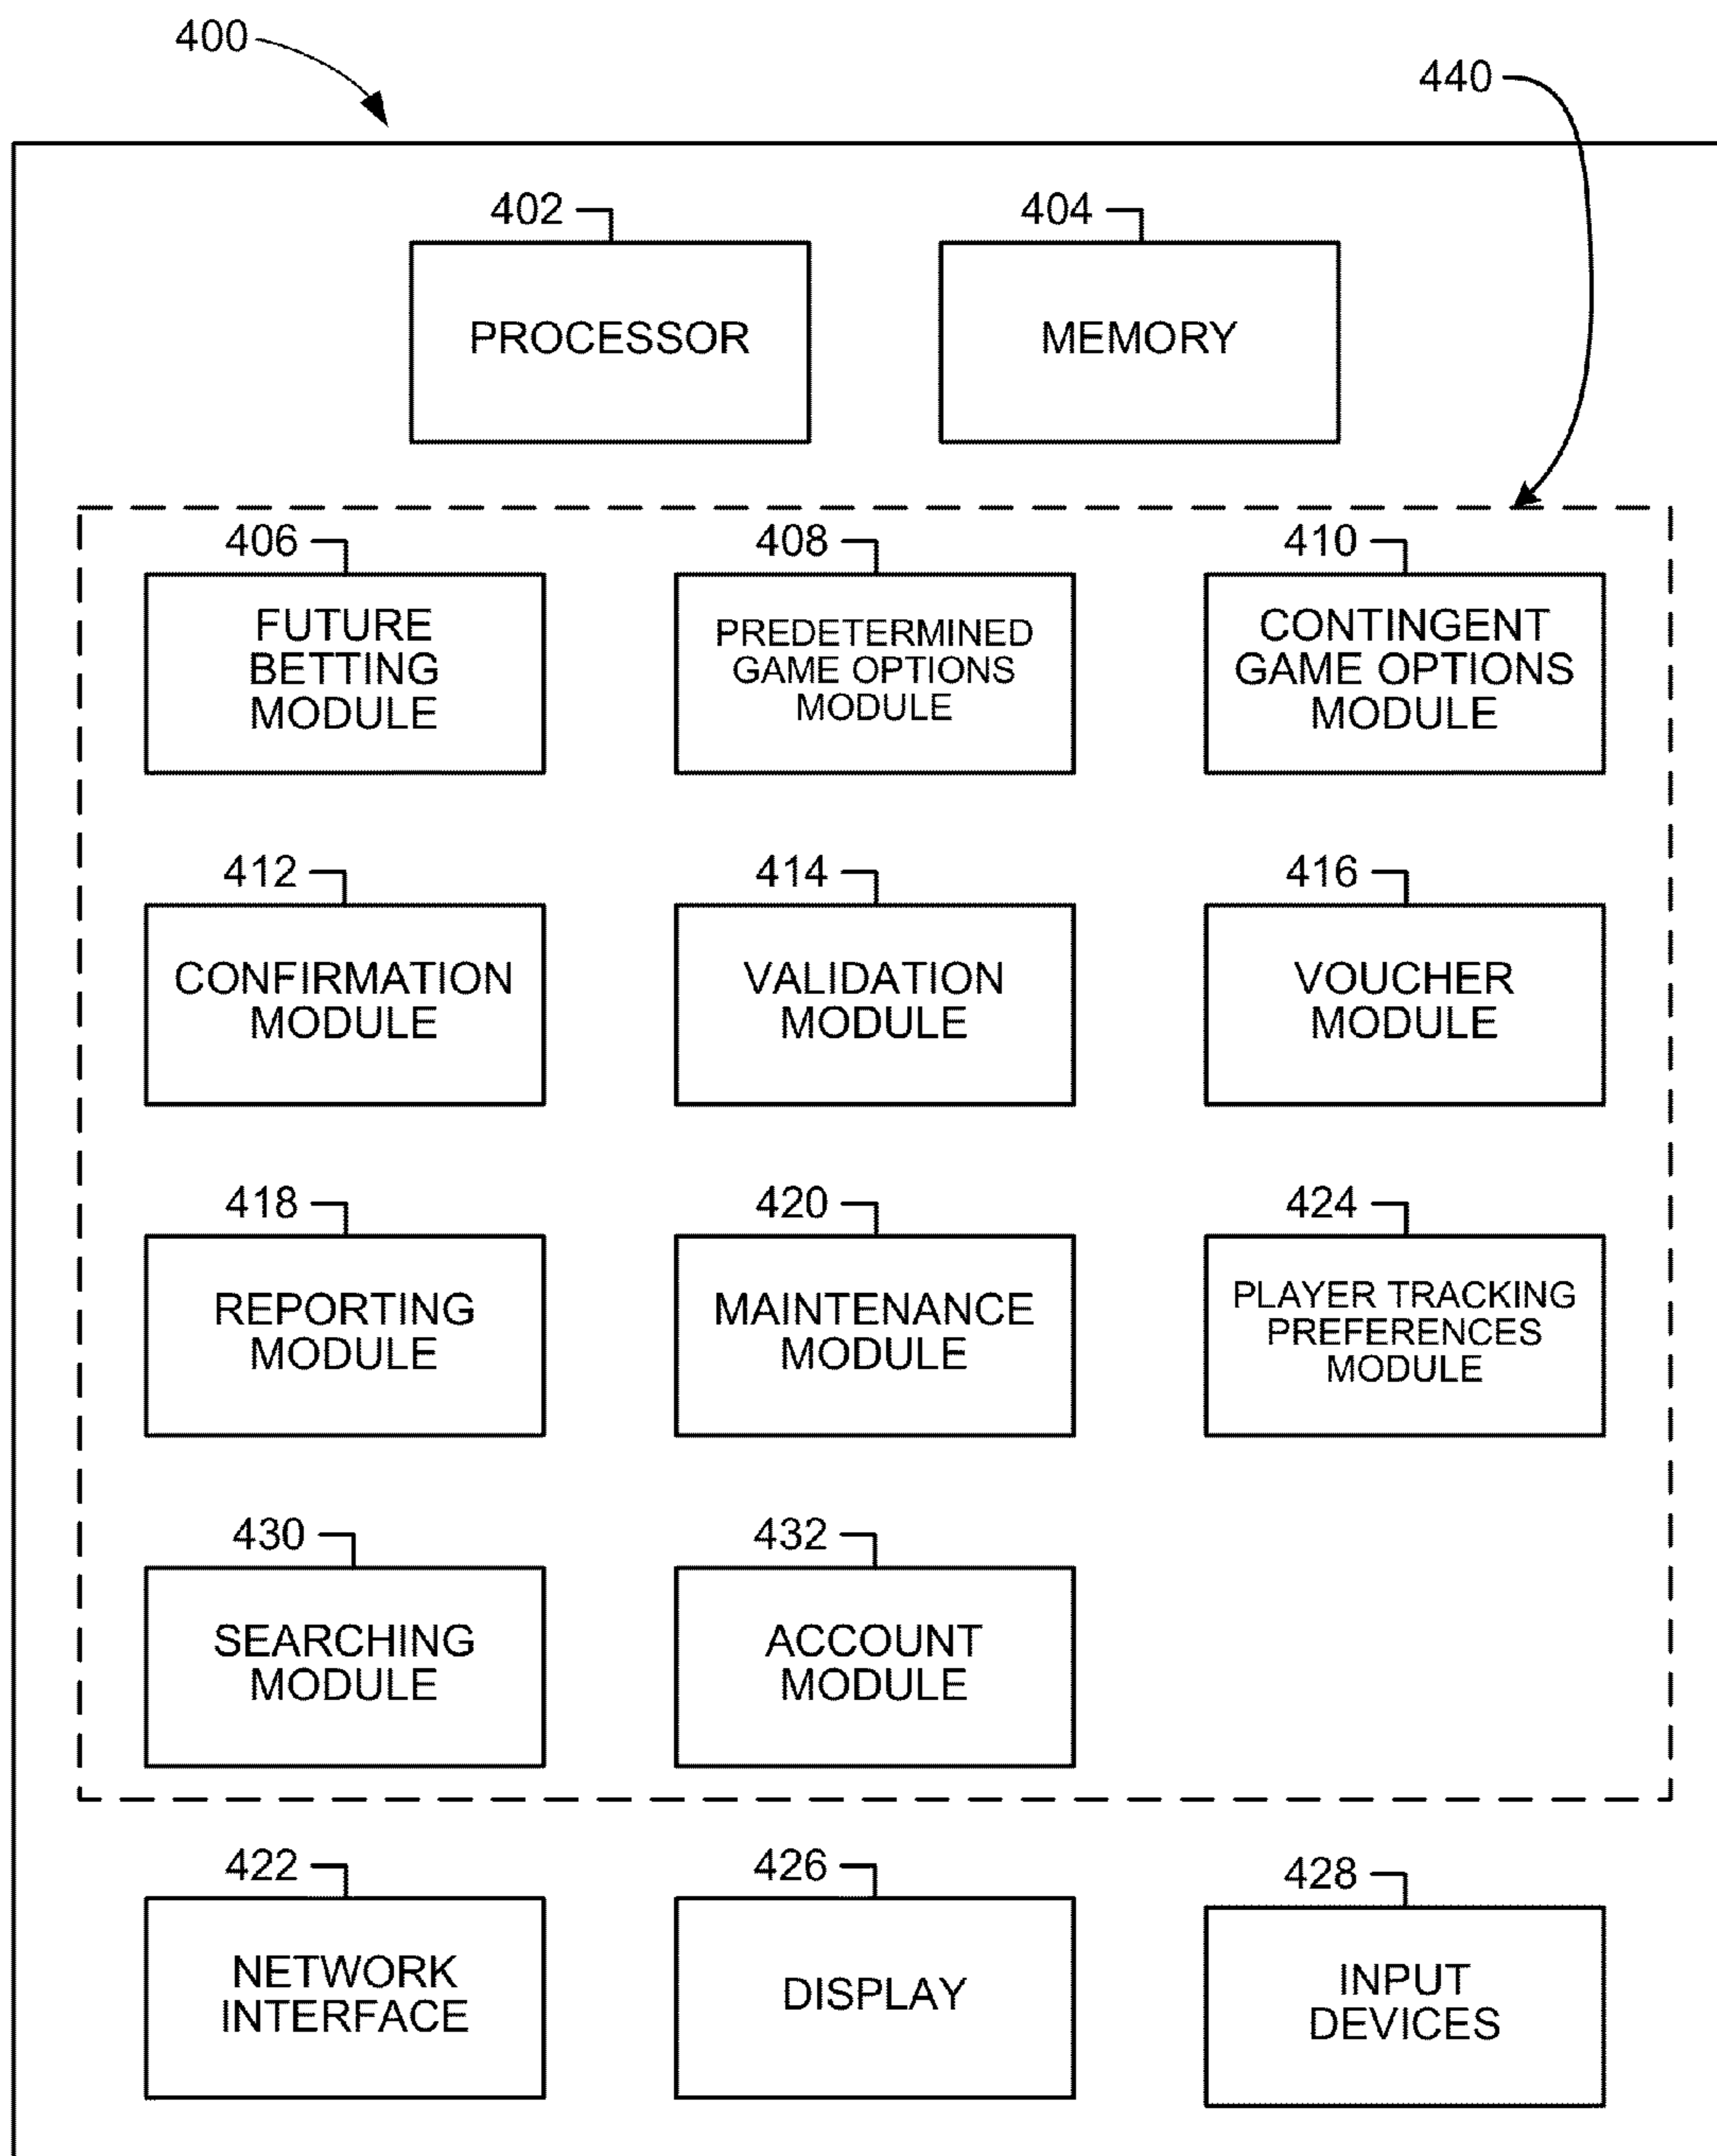 400
440
402
404
PROCESSOR
MEMORY
406
408
410
FUTURE
BETTING
MODULE
PREDETERMINED
GAME OPTIONS
MODULE
CONTINGENT
GAME OPTIONS
MODULE
412
414
416
CONFIRMATION
MODULE
VALIDATION
MODULE
VOUCHER
MODULE
418
420
424
REPORTING
MODULE
MAINTENANCE
MODULE
PLAYER TRACKING
PREFERENCES
MODULE
430
432
SEARCHING
MODULE
ACCOUNT
MODULE
422
426
428
NETWORK
INTERFACE
DISPLAY
INPUT
DEVICES